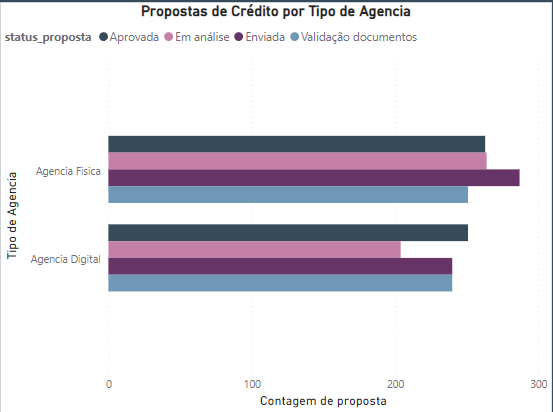 Propostas de Crédito por Tipo de Agencia
status_proposta Aprovada Em análise Enviada Validação documentos
Tipo de Agencia
Agencia Fisica
Agencia Digital
0 100 200 300
Contagem de proposta